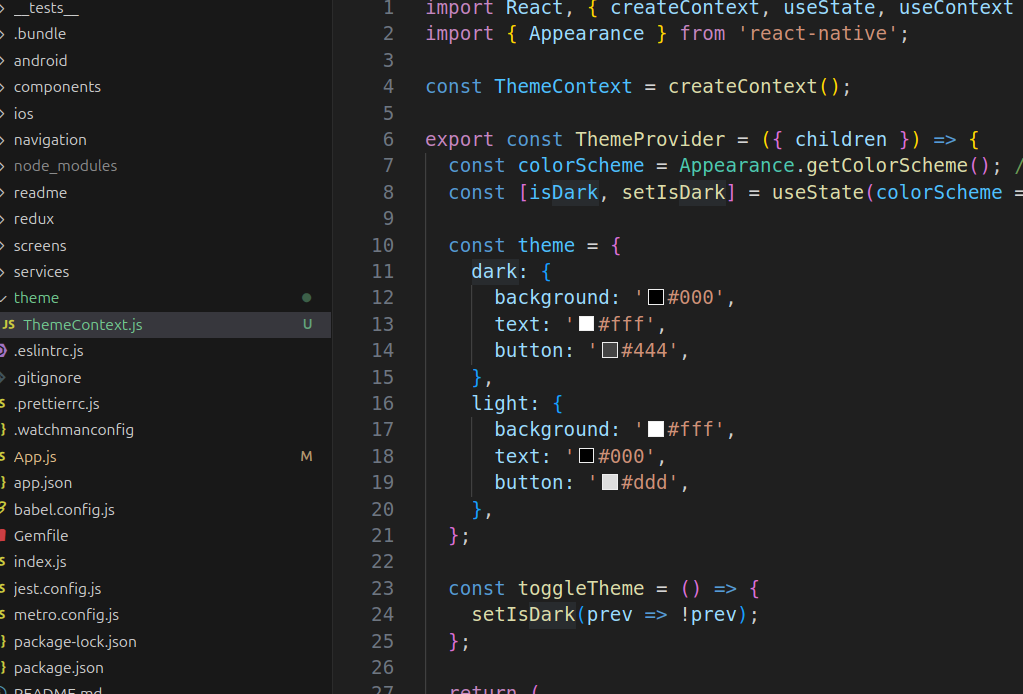 __tests__
.bundle
android
components
ios
navigation
node_modules
readme
redux
screens
services
theme
JS ThemeContext.js U
.eslintrc.js
.gitignore
.prettierrc.js
.watchmanconfig
App.js M
app.json
babel.config.js
Gemfile
index.js
jest.config.js
metro.config.js
package-lock.json
package.json
README.md
1 import React, { createContext, useState, useContext
2 import { Appearance } from 'react-native';
3
4 const ThemeContext = createContext();
5
6 export const ThemeProvider = ({ children }) => {
7 const colorScheme = Appearance.getColorScheme(); /
8 const [isDark, setIsDark] = useState(colorScheme =
9
10 const theme = {
11 dark: {
12 background: '#000',
13 text: '#fff',
14 button: '#444',
15 },
16 light: {
17 background: '#fff',
18 text: '#000',
19 button: '#ddd',
20 },
21 };
22
23 const toggleTheme = () => {
24 setIsDark(prev => !prev);
25 };
26
27 return (